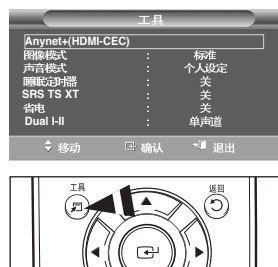 工具
Anynet+(HDMI-CEC)
图像模式 : 标准
声音模式 : 个人设定
睡眠定时器 : 关
SRS TS XT : 关
省电 : 关
Dual I-II : 单声道
移动 确认 退出
工具 返回